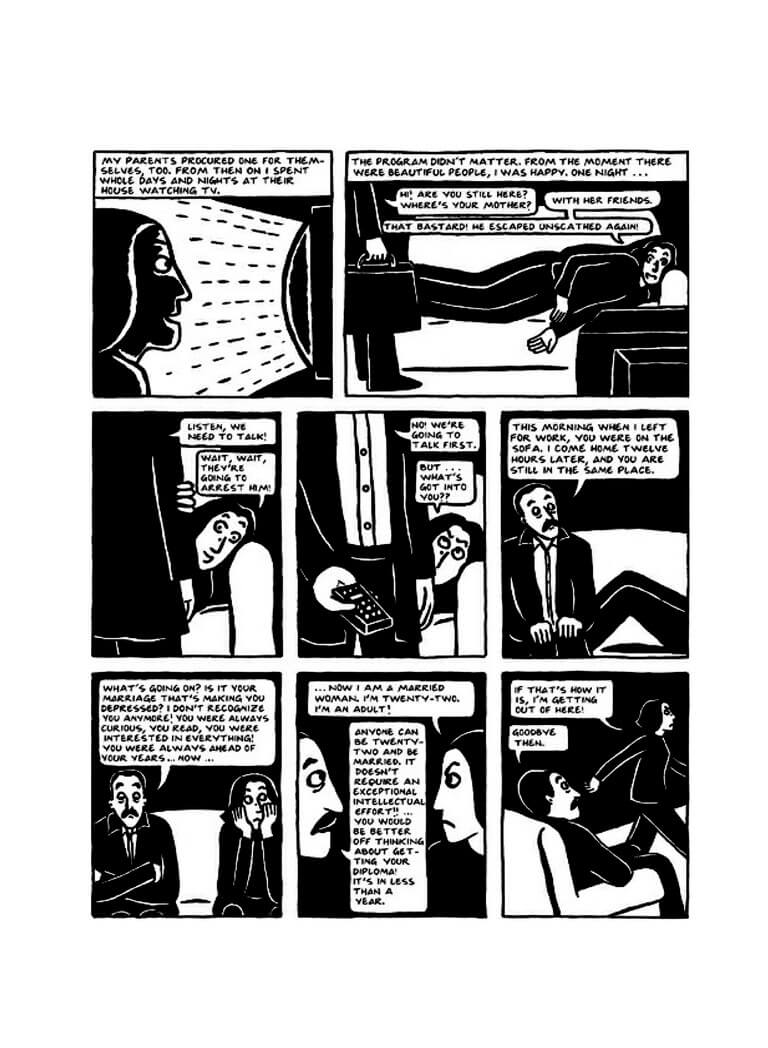 MY PARENTS PROCURED ONE FOR THEM-
SELVES, TOO. FROM THEN ON I SPENT
WHOLE DAYS AND NIGHTS AT THEIR
HOUSE WATCHING TV.
THE PROGRAM DIDN'T MATTER. FROM THE MOMENT THERE
WERE BEAUTIFUL PEOPLE, I WAS HAPPY. ONE NIGHT ...
HI! ARE YOU STILL HERE?
WHERE'S YOUR MOTHER?
WITH HER FRIENDS.
THAT BASTARD! HE ESCAPED UNSCATHED AGAIN!
LISTEN, WE
NEED TO TALK!
WAIT, WAIT,
THEY'RE
GOING TO
ARREST HIM!
NO! WE'RE
GOING TO
TALK FIRST.
BUT ...
WHAT'S
GOT INTO
YOU??
THIS MORNING WHEN I LEFT
FOR WORK, YOU WERE ON THE
SOFA. I COME HOME TWELVE
HOURS LATER, AND YOU ARE
STILL IN THE SAME PLACE.
WHAT'S GOING ON? IS IT YOUR
MARRIAGE THAT'S MAKING YOU
DEPRESSED? I DON'T RECOGNIZE
YOU ANYMORE! YOU WERE ALWAYS
CURIOUS, YOU READ, YOU WERE
INTERESTED IN EVERYTHING!
YOU WERE ALWAYS AHEAD OF
YOUR YEARS... NOW ...
... NOW I AM A MARRIED
WOMAN. I'M TWENTY-TWO.
I'M AN ADULT!
ANYONE CAN
BE TWENTY-
TWO AND BE
MARRIED. IT
DOESN'T
REQUIRE AN
EXCEPTIONAL
INTELLECTUAL
EFFORT!! ...
YOU WOULD
BE BETTER
OFF THINKING
ABOUT GET-
TING YOUR
DIPLOMA!
IT'S IN LESS
THAN A
YEAR.
IF THAT'S HOW IT
IS, I'M GETTING
OUT OF HERE!
GOODBYE
THEN.